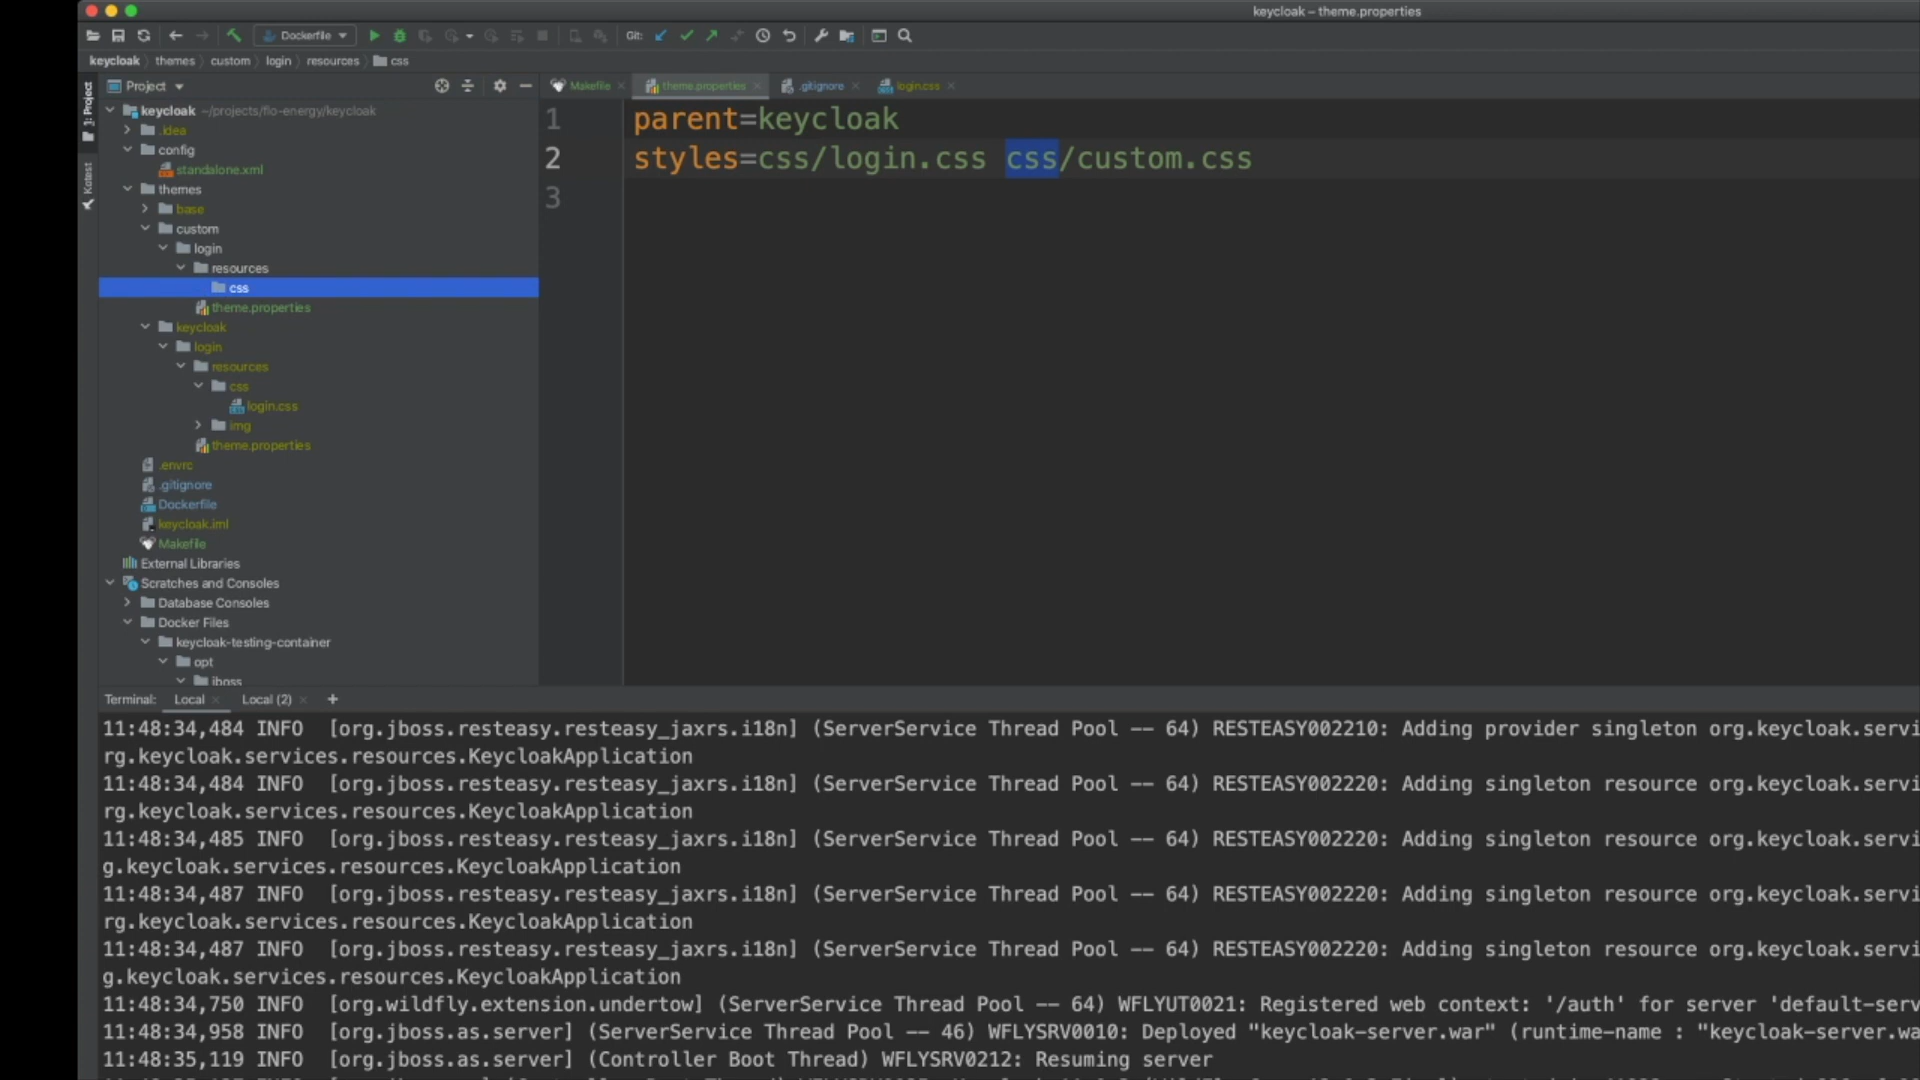 keycloak – theme.properties
Dockerfile
Git:
keycloak themes custom login resources css
1: Project
Kotest
Project
Makefile theme.properties .gitignore login.css
keycloak ~/projects/flo-energy/keycloak
.idea
config
standalone.xml
themes
base
custom
login
resources
css
theme.properties
keycloak
login
resources
css
login.css
img
theme.properties
.envrc
.gitignore
Dockerfile
keycloak.iml
Makefile
External Libraries
Scratches and Consoles
Database Consoles
Docker Files
keycloak-testing-container
opt
jboss
1 parent=keycloak
2 styles=css/login.css css/custom.css
3
Terminal: Local Local (2) +
11:48:34,484 INFO [org.jboss.resteasy.resteasy_jaxrs.i18n] (ServerService Thread Pool -- 64) RESTEASY002210: Adding provider singleton org.keycloak.servi
rg.keycloak.services.resources.KeycloakApplication
11:48:34,484 INFO [org.jboss.resteasy.resteasy_jaxrs.i18n] (ServerService Thread Pool -- 64) RESTEASY002220: Adding singleton resource org.keycloak.servi
rg.keycloak.services.resources.KeycloakApplication
11:48:34,485 INFO [org.jboss.resteasy.resteasy_jaxrs.i18n] (ServerService Thread Pool -- 64) RESTEASY002220: Adding singleton resource org.keycloak.servi
g.keycloak.services.resources.KeycloakApplication
11:48:34,487 INFO [org.jboss.resteasy.resteasy_jaxrs.i18n] (ServerService Thread Pool -- 64) RESTEASY002220: Adding singleton resource org.keycloak.servi
rg.keycloak.services.resources.KeycloakApplication
11:48:34,487 INFO [org.jboss.resteasy.resteasy_jaxrs.i18n] (ServerService Thread Pool -- 64) RESTEASY002220: Adding singleton resource org.keycloak.servi
g.keycloak.services.resources.KeycloakApplication
11:48:34,750 INFO [org.wildfly.extension.undertow] (ServerService Thread Pool -- 64) WFLYUT0021: Registered web context: '/auth' for server 'default-serv
11:48:34,958 INFO [org.jboss.as.server] (ServerService Thread Pool -- 46) WFLYSRV0010: Deployed "keycloak-server.war" (runtime-name : "keycloak-server.wa
11:48:35,119 INFO [org.jboss.as.server] (Controller Boot Thread) WFLYSRV0212: Resuming server